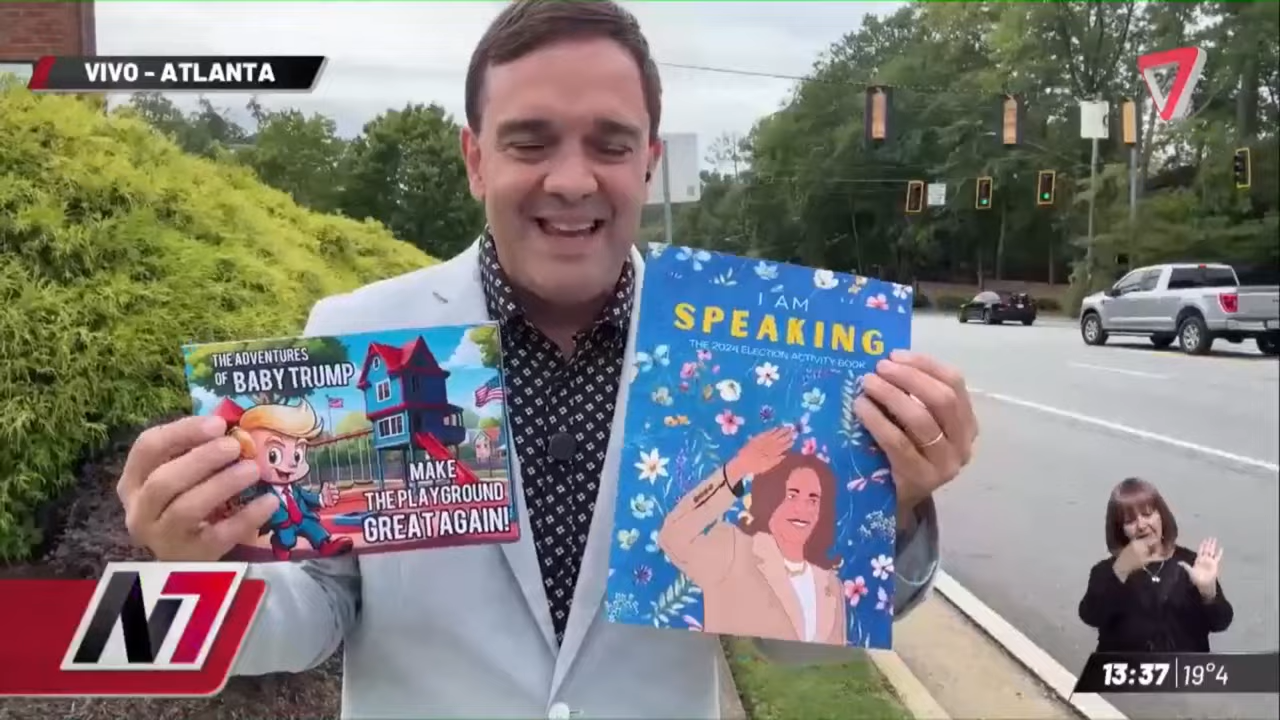 VIVO - ATLANTA
I AM
SPEAKING
THE 2024 ELECTION ACTIVITY BOOK
THE ADVENTURES
OF BABY TRUMP
MAKE
THE PLAYGROUND
GREAT AGAIN!
N7
13:37 19°4